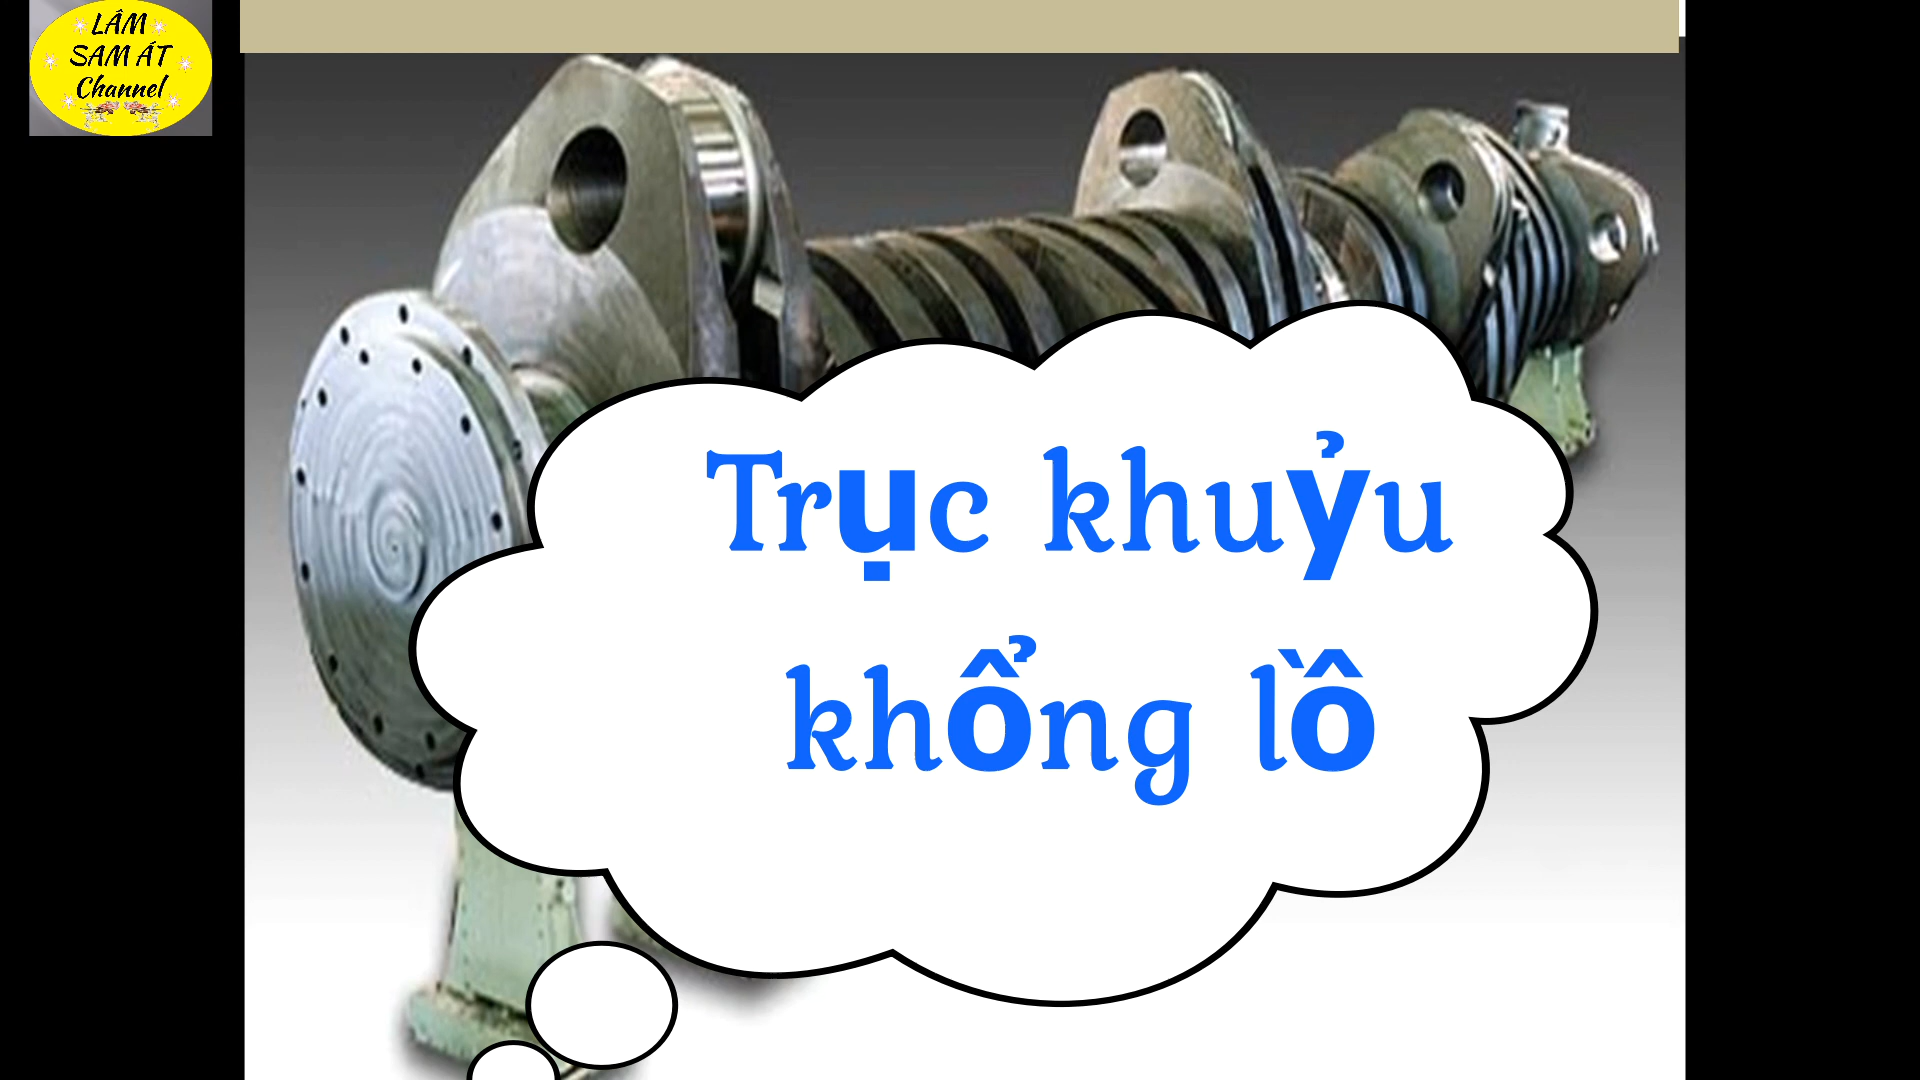 LÂM
SAM ÁT
Channel
Trục khuỷu
khổng lồ